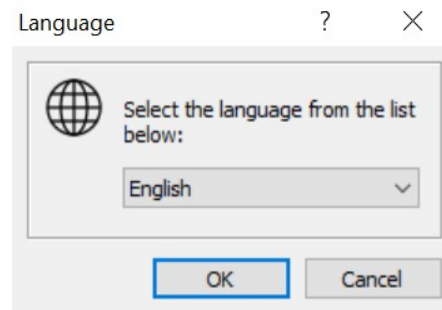 Language
Select the language from the list
below:
English
OK
Cancel